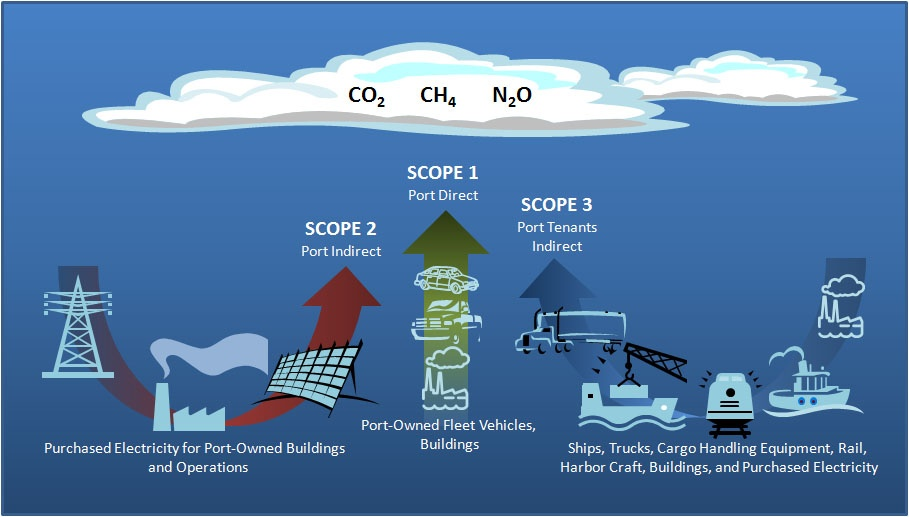 CO₂ CH₄ N₂O
SCOPE 1
Port Direct
SCOPE 2
Port Indirect
SCOPE 3
Port Tenants
Indirect
Purchased Electricity for Port-Owned Buildings
and Operations
Port-Owned Fleet Vehicles,
Buildings
Ships, Trucks, Cargo Handling Equipment, Rail,
Harbor Craft, Buildings, and Purchased Electricity